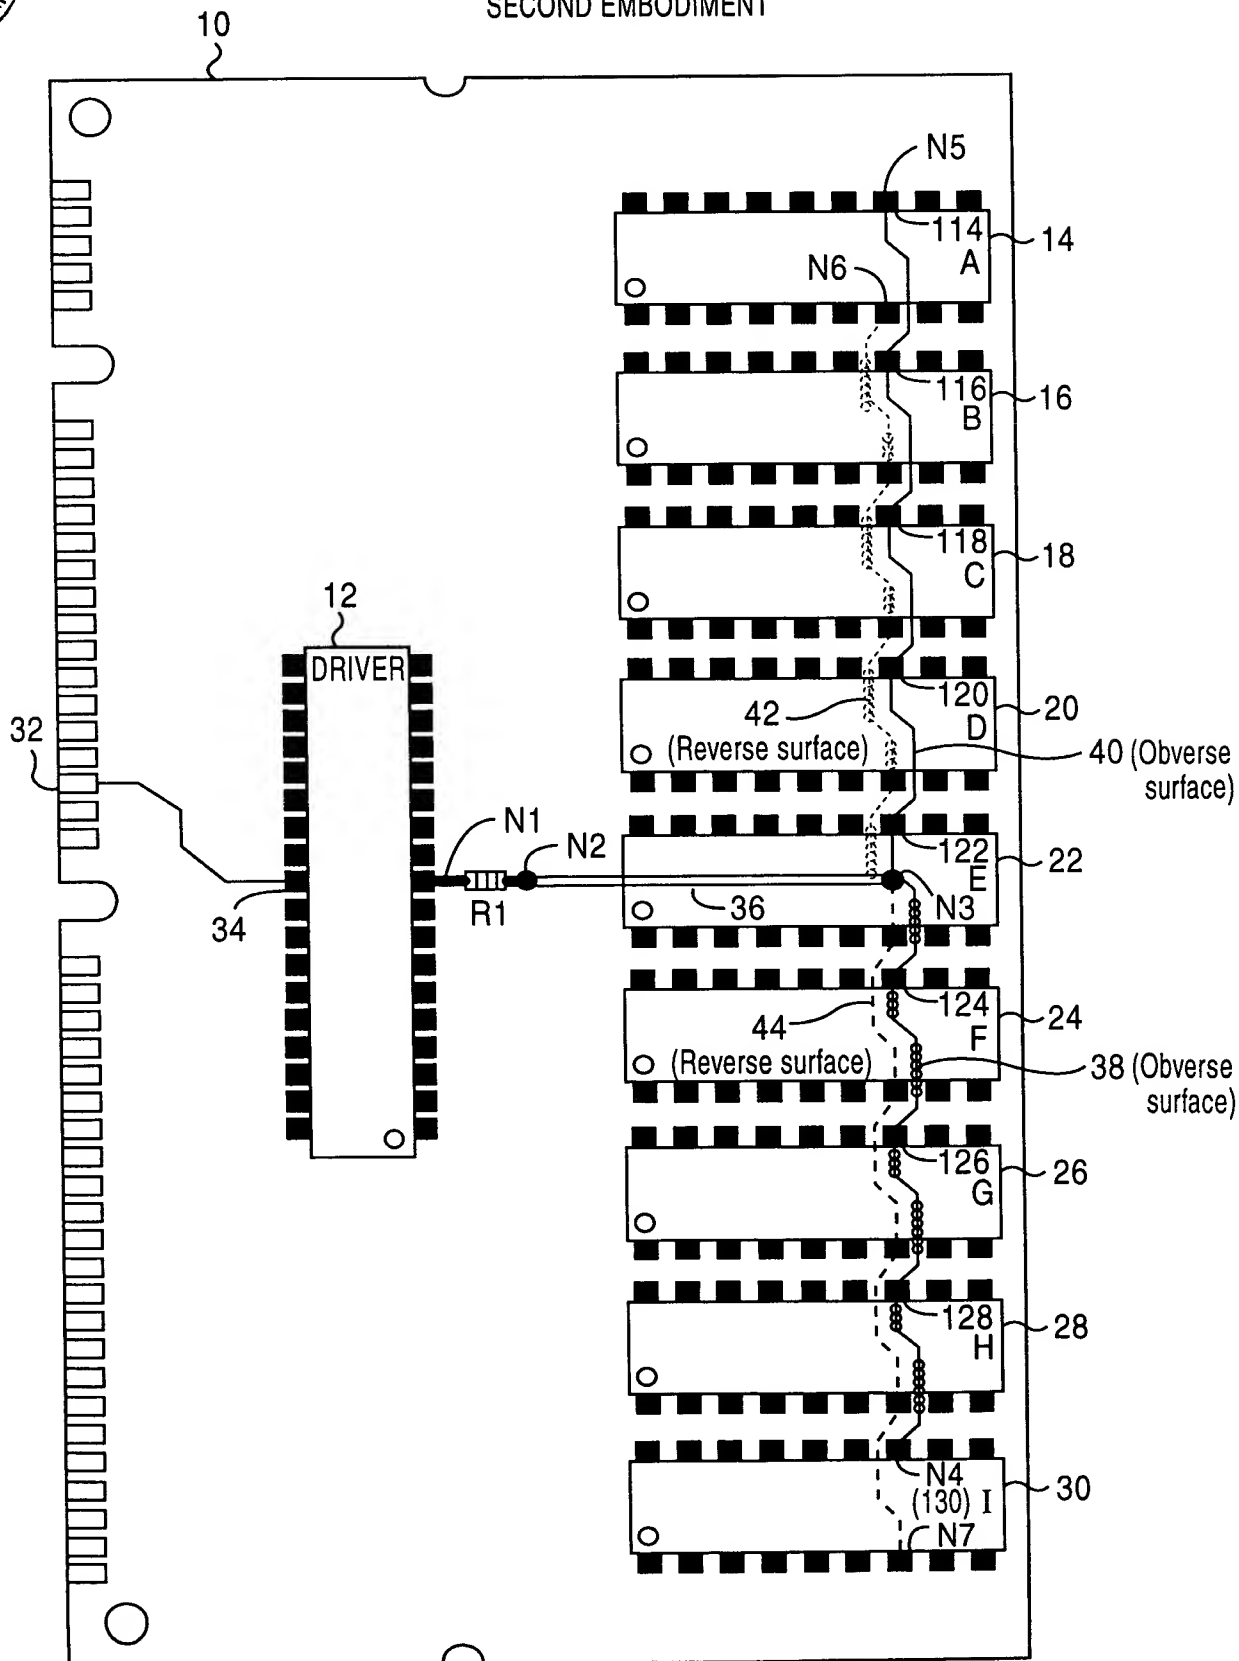 SECOND EMBODIMENT
10
N5
114
14
A
N6
116
16
B
118
18
C
12
DRIVER
120
20
D
42
(Reverse surface)
40 (Obverse
surface)
32
N1
N2
122
22
E
R1
36
N3
34
124
24
F
44
(Reverse surface)
38 (Obverse
surface)
126
26
G
128
28
H
N4
(130) I
30
N7